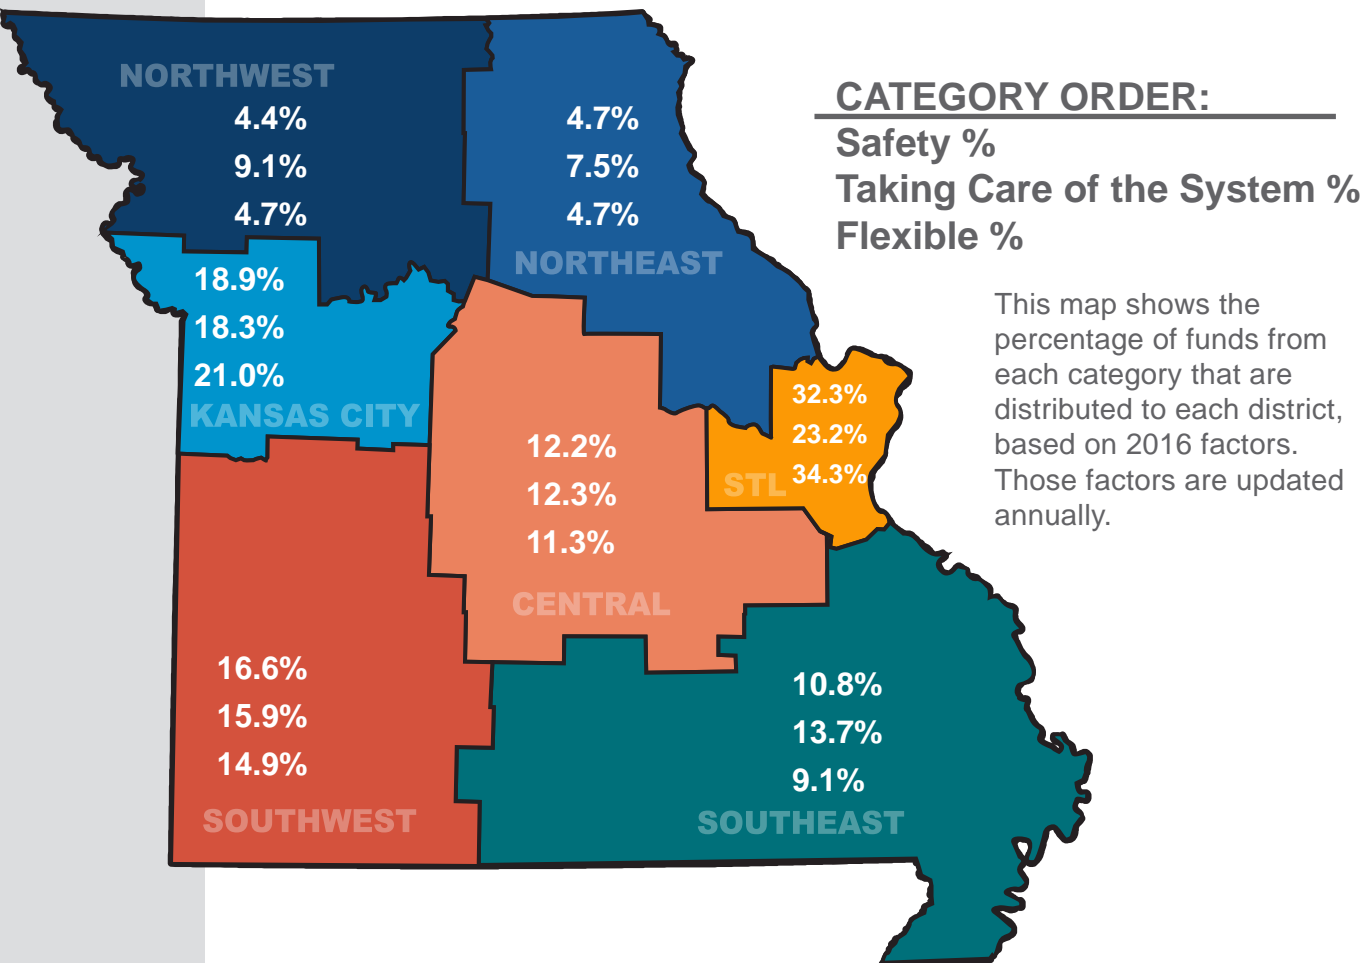 NORTHWEST
4.4%
9.1%
4.7%
4.7%
7.5%
4.7%
NORTHEAST
CATEGORY ORDER:
Safety %
Taking Care of the System %
Flexible %
This map shows the
percentage of funds from
each category that are
distributed to each district,
based on 2016 factors.
Those factors are updated
annually.
18.9%
18.3%
21.0%
KANSAS CITY
12.2%
12.3%
11.3%
CENTRAL
32.3%
23.2%
34.3%
STL
16.6%
15.9%
14.9%
SOUTHWEST
10.8%
13.7%
9.1%
SOUTHEAST